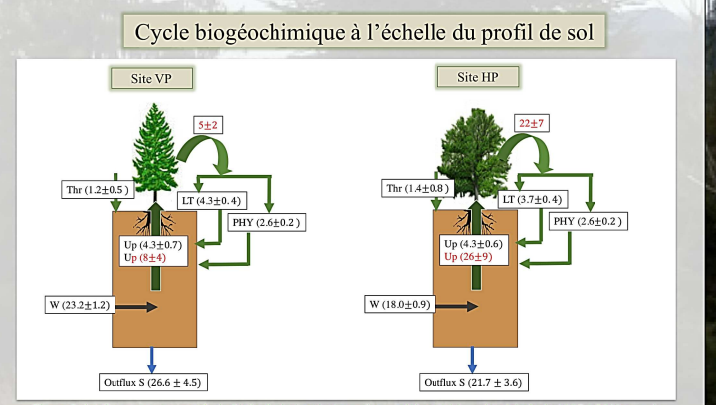 Cycle biogéochimique à l'échelle du profil de sol
Site VP
Site HP
5±2
22±7
Thr (1.2±0.5 )
LT (4.3±0.4)
PHY (2.6±0.2 )
Up (4.3±0.7)
Up (8±4)
W (23.2±1.2)
Outflux S (26.6 ± 4.5)
Thr (1.4±0.8 )
LT (3.7±0.4)
PHY (2.6±0.2 )
Up (4.3±0.6)
Up (26±9)
W (18.0±0.9)
Outflux S (21.7 ± 3.6)